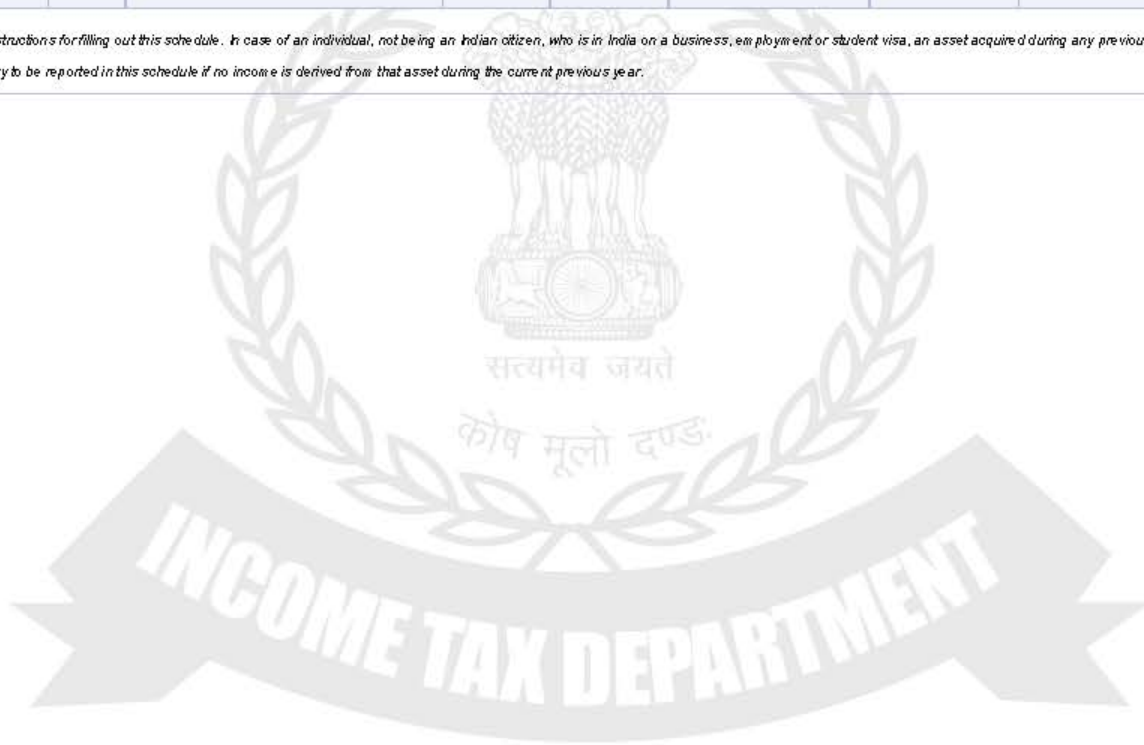 structions for filling out this schedule. In case of an individual, not being an Indian citizen, who is in India on a business, employment or student visa, an asset acquired during any previou
y to be reported in this schedule if no income is derived from that asset during the current previous year.
सत्यमेव जयते
कोष मूलो दण्डः
INCOME TAX DEPARTMENT